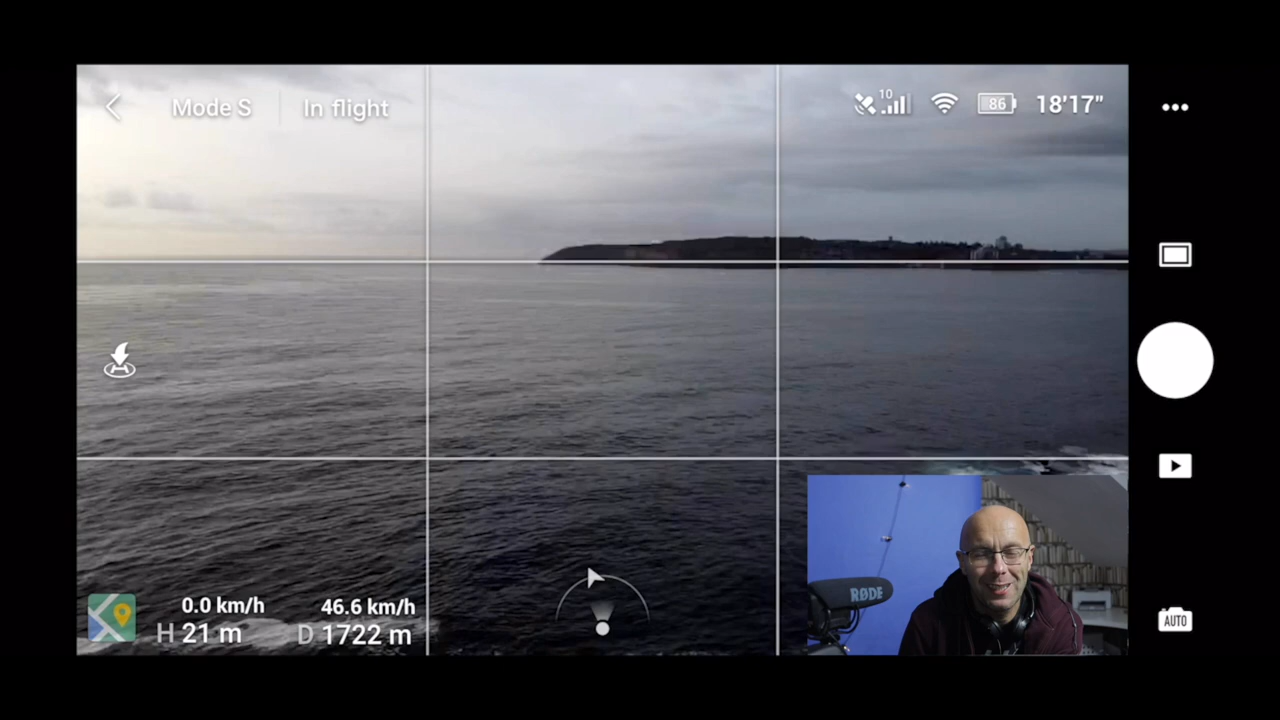 Mode S
In flight
10
86
18'17"
0.0 km/h
46.6 km/h
H 21 m
D 1722 m
RØDE
AUTO